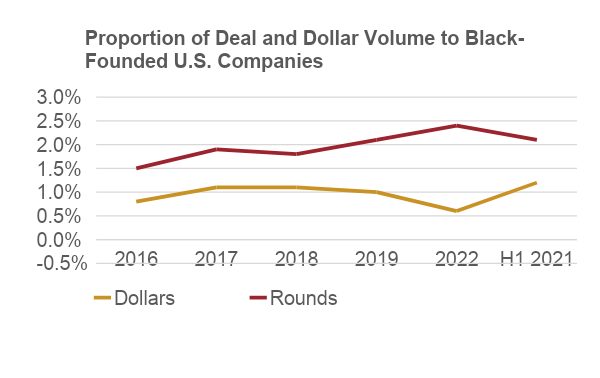 Proportion of Deal and Dollar Volume to Black-
Founded U.S. Companies
3.0%
2.5%
2.0%
1.5%
1.0%
0.5%
0.0%
-0.5%
2016 2017 2018 2019 2022 H1 2021
Dollars Rounds